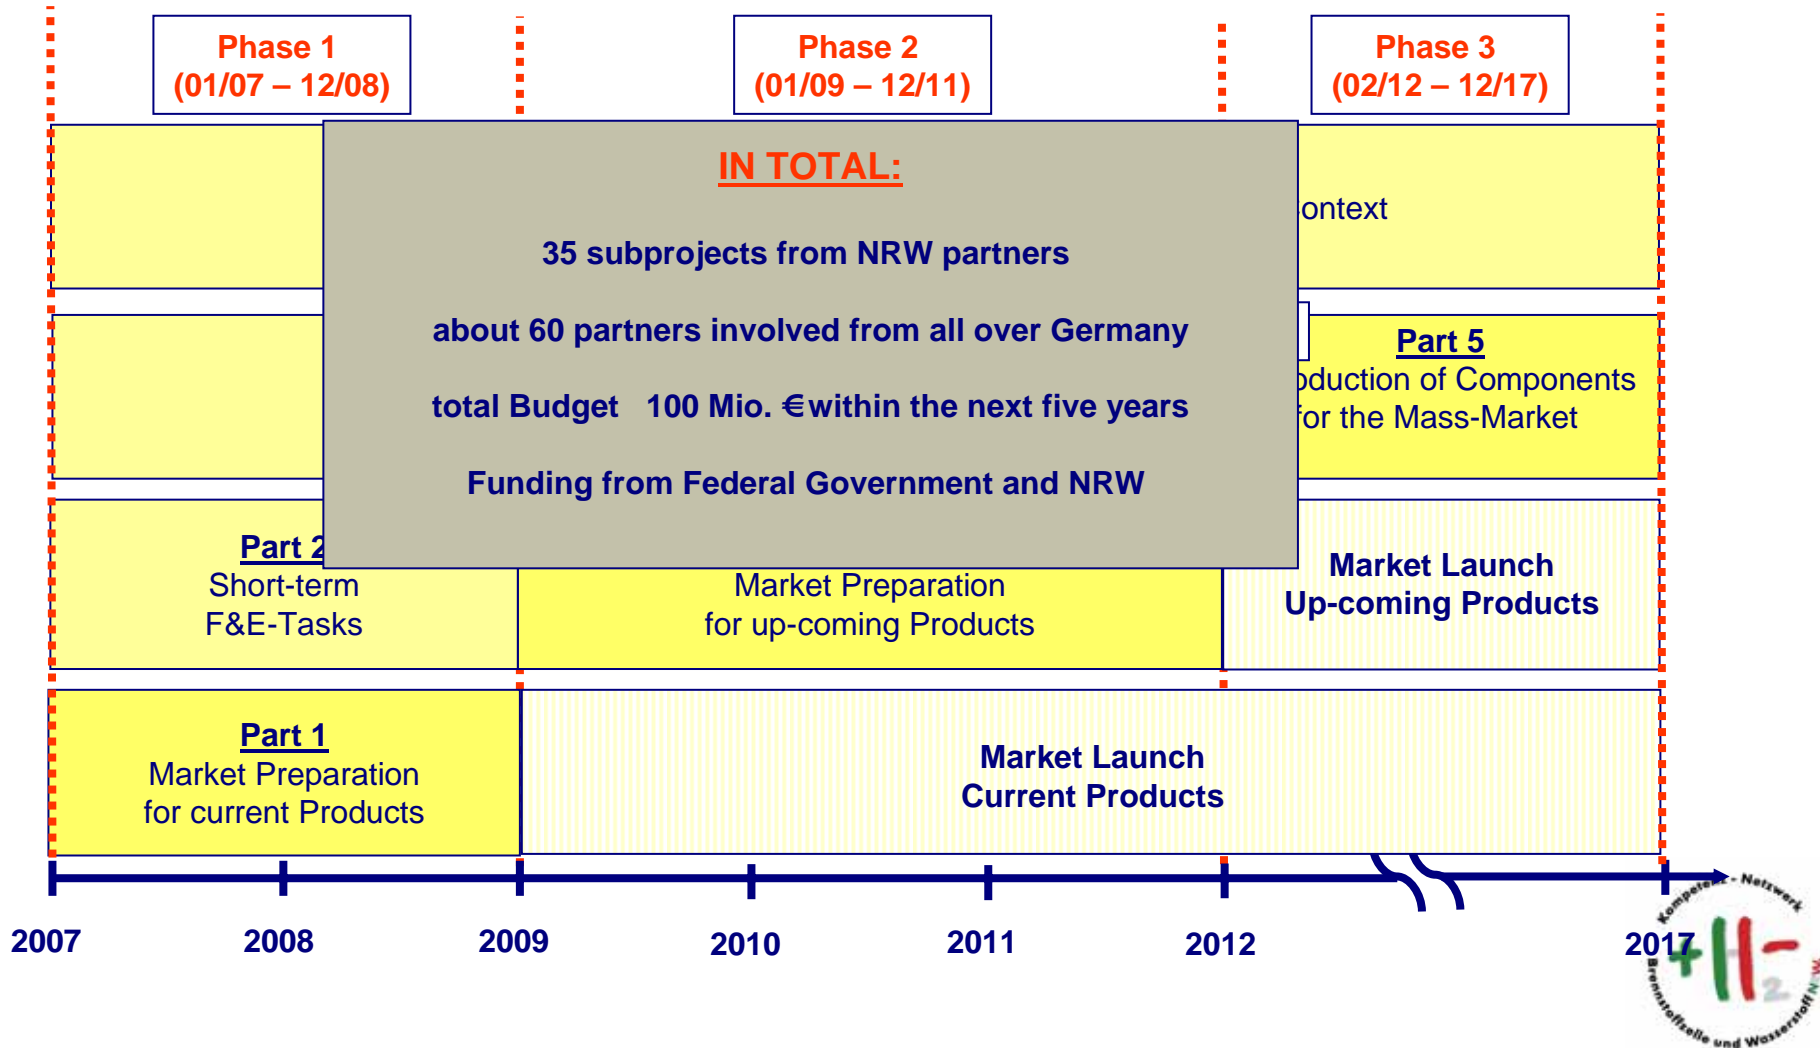 Phase 1
(01/07 – 12/08)
Phase 2
(01/09 – 12/11)
Phase 3
(02/12 – 12/17)
IN TOTAL:
35 subprojects from NRW partners
about 60 partners involved from all over Germany
total Budget 100 Mio. € within the next five years
Funding from Federal Government and NRW
ontext
Part 5
oduction of Components
or the Mass-Market
Part 2
Short-term
F&E-Tasks
Market Preparation
for up-coming Products
Market Launch
Up-coming Products
Part 1
Market Preparation
for current Products
Market Launch
Current Products
2007
2008
2009
2010
2011
2012
2017
Kompetenz - Netzwerk
+H2-
Brennstoffzelle und Wasserstoff NRW